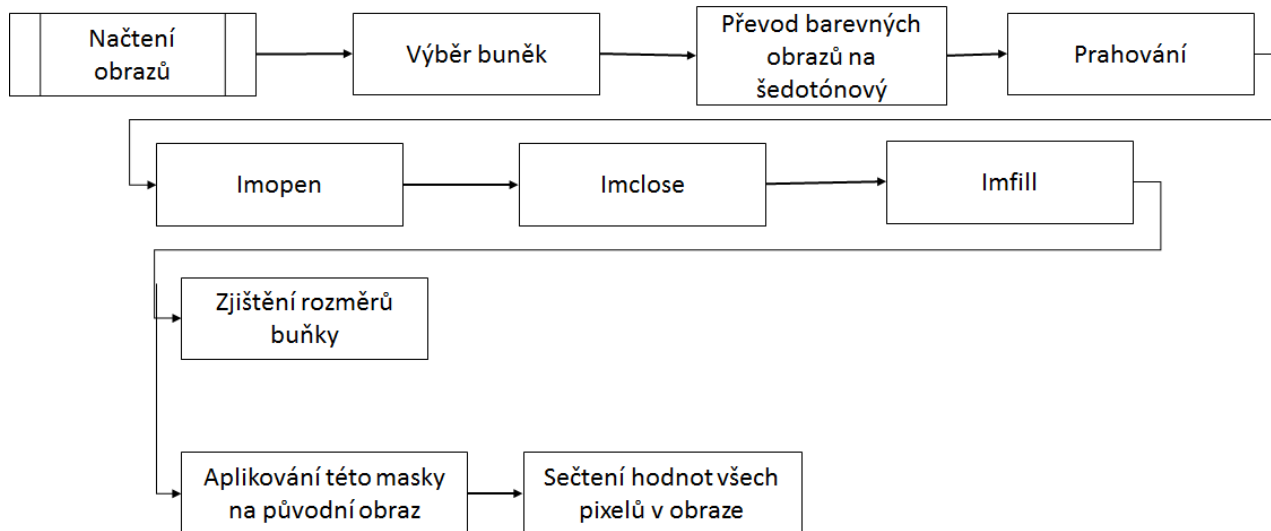 Načtení
obrazů
Výběr buněk
Převod barevných
obrazů na
šedotónový
Prahování
Imopen
Imclose
Imfill
Zjištění rozměrů
buňky
Aplikování této masky
na původní obraz
Sečtení hodnot všech
pixelů v obraze